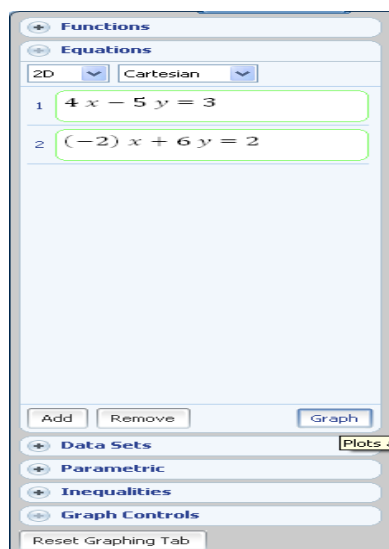 Functions
Equations
2D Cartesian
1 4 x − 5 y = 3
2 (−2) x + 6 y = 2
Add Remove Graph
Data Sets
Plots
Parametric
Inequalities
Graph Controls
Reset Graphing Tab